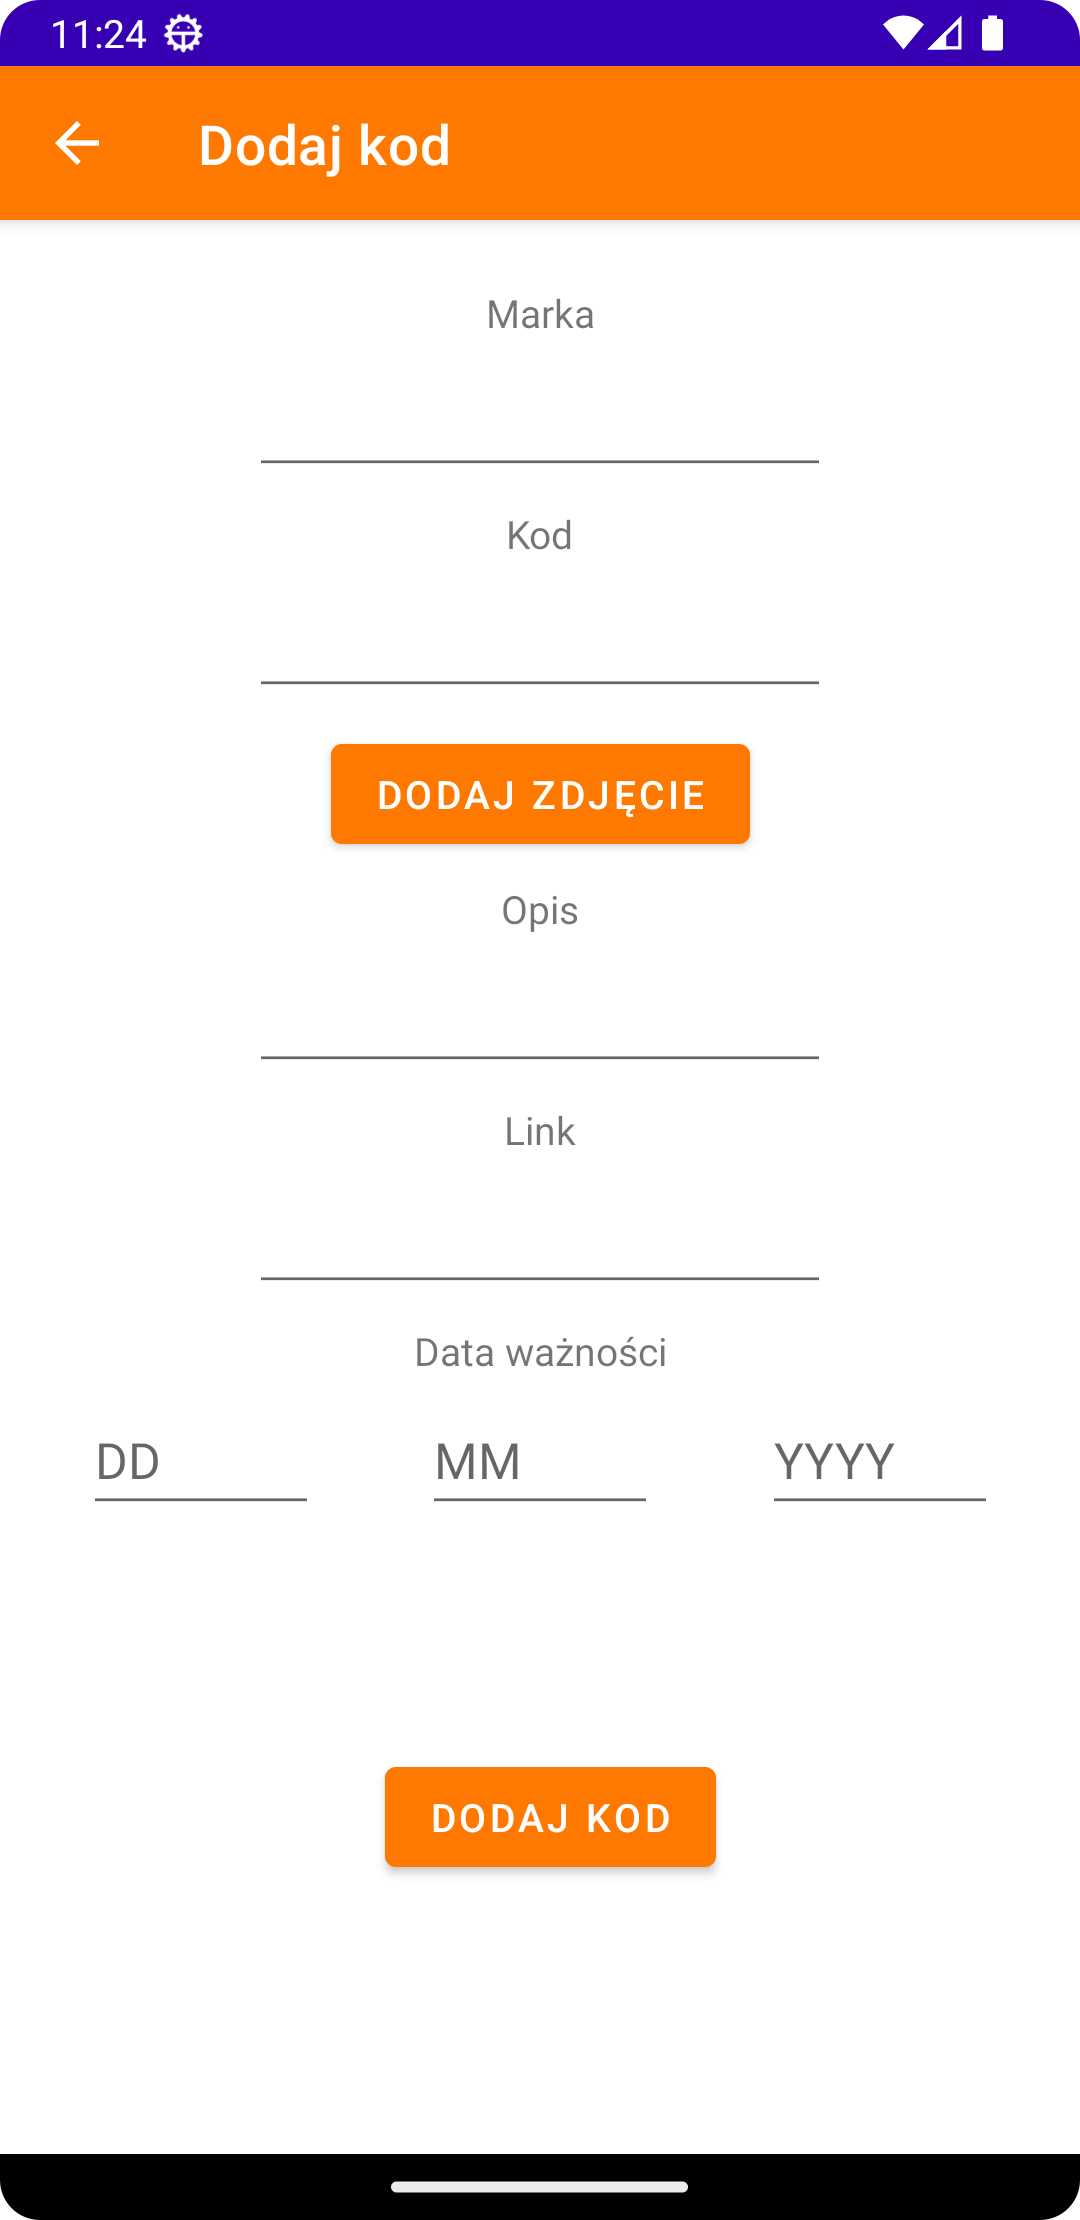 11:24
Dodaj kod
Marka
Kod
DODAJ ZDJĘCIE
Opis
Link
Data ważności
DD MM YYYY
DODAJ KOD